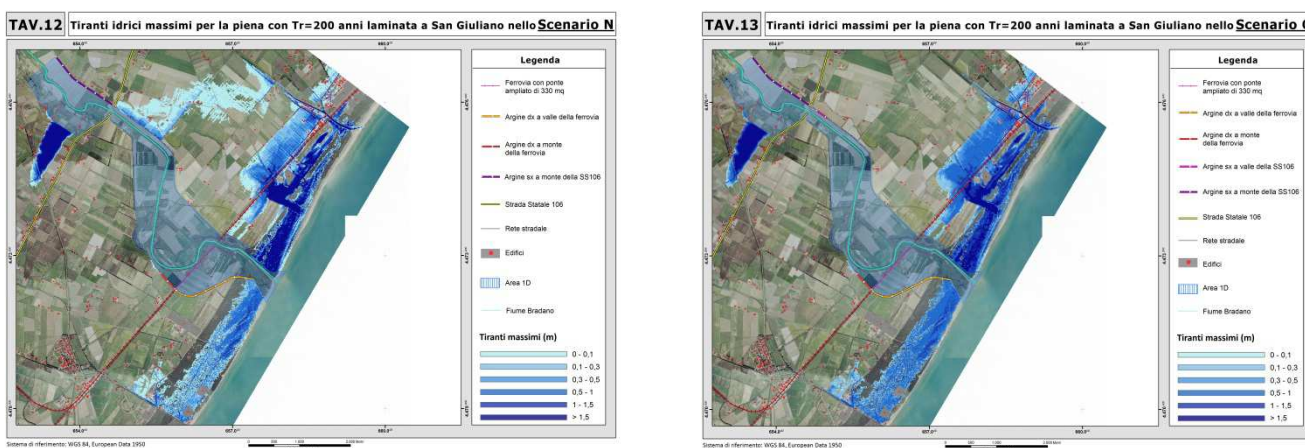 TAV.12
Tiranti idrici massimi per la piena con Tr=200 anni laminata a San Giuliano nello Scenario N
Legenda
Ferrovia con ponte
ampliato di 330 mq
Argine dx a valle della ferrovia
Argine dx a monte
della ferrovia
Argine sx a monte della SS106
Strada Statale 106
Rete stradale
Edifici
Area 1D
Fiume Bradano
Tiranti massimi (m)
0 - 0,1
0,1 - 0,3
0,3 - 0,5
0,5 - 1
1 - 1,5
> 1,5
Sistema di riferimento: WGS 84, European Data 1950
TAV.13
Tiranti idrici massimi per la piena con Tr=200 anni laminata a San Giuliano nello Scenario
Legenda
Ferrovia con ponte
ampliato di 330 mq
Argine dx a valle della ferrovia
Argine dx a monte
della ferrovia
Argine sx a valle della SS106
Argine sx a monte della SS106
Strada Statale 106
Rete stradale
Edifici
Area 1D
Fiume Bradano
Tiranti massimi (m)
0 - 0,1
0,1 - 0,3
0,3 - 0,5
0,5 - 1
1 - 1,5
> 1,5
Sistema di riferimento: WGS 84, European Data 1950